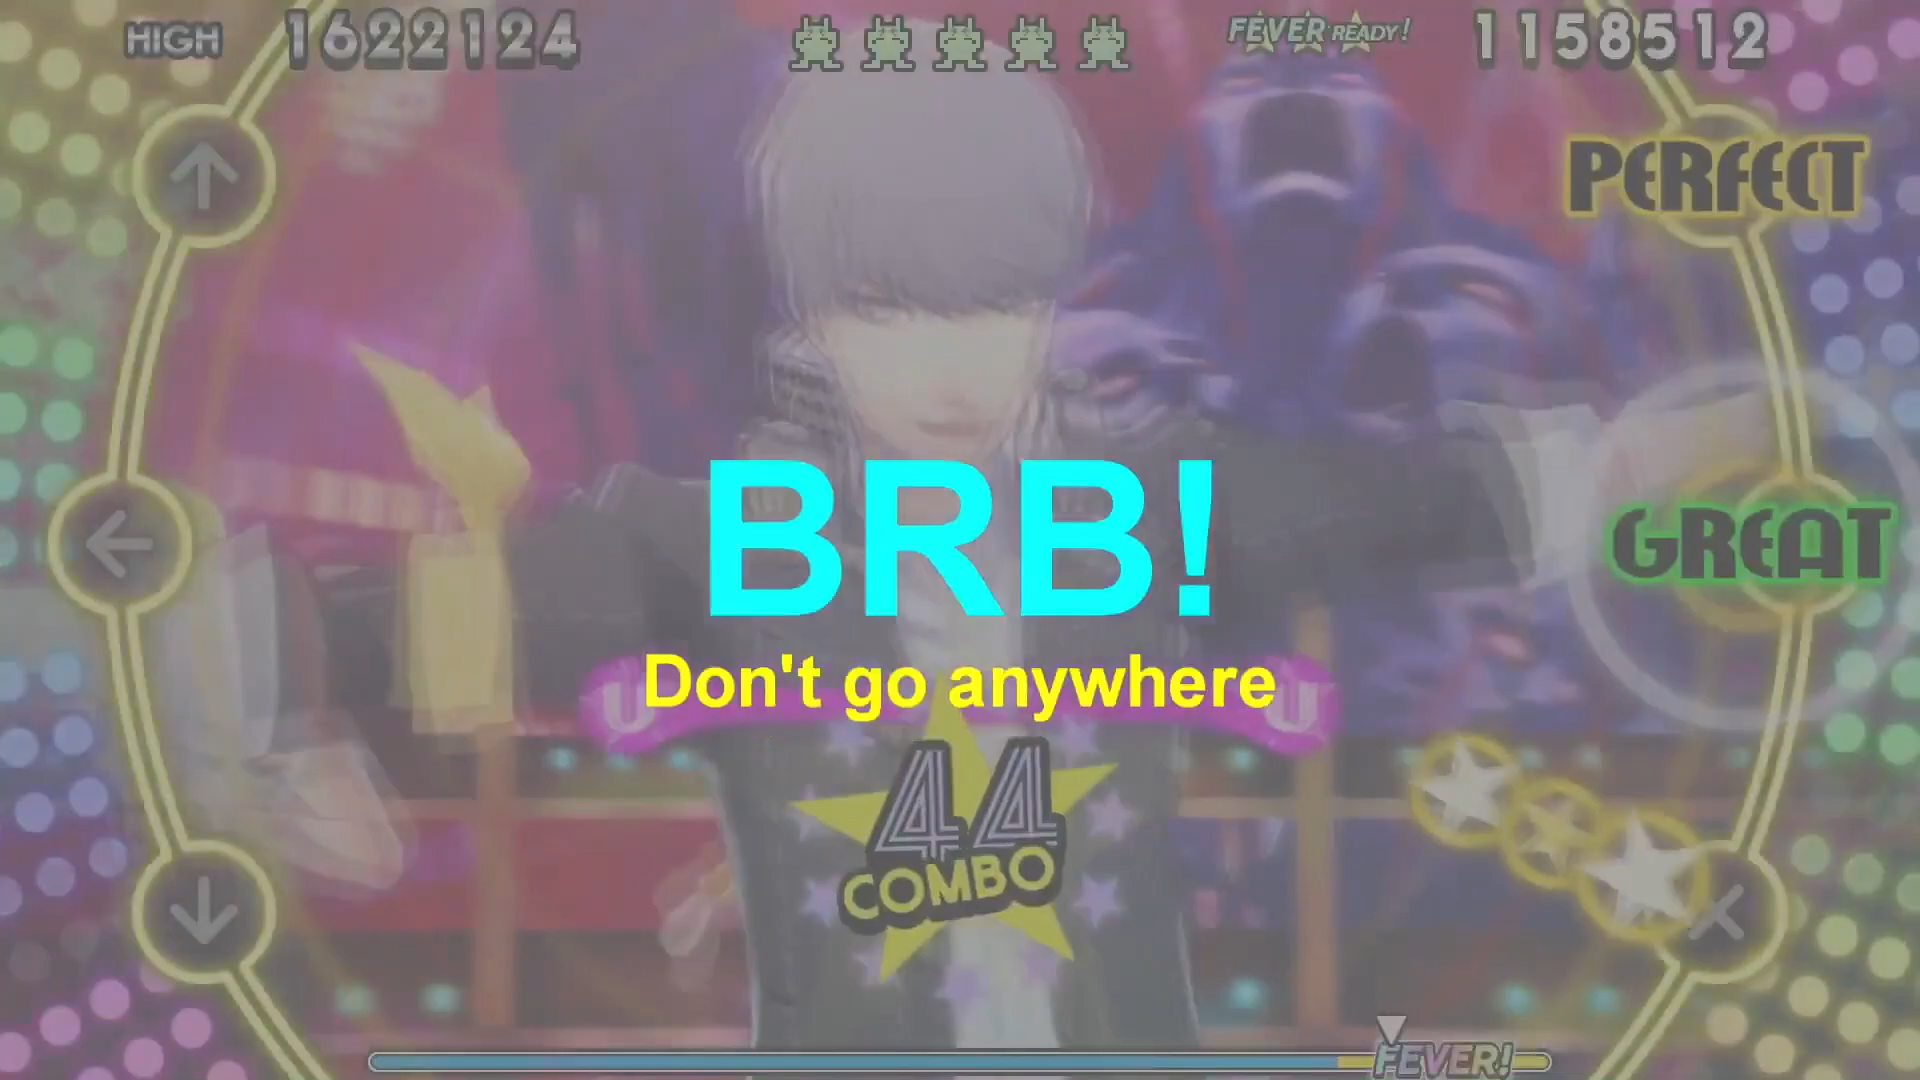 HIGH 1622124
FEVER READY!
1158512
PERFECT
GREAT
BRB!
Don't go anywhere
U U
44
COMBO
FEVER!